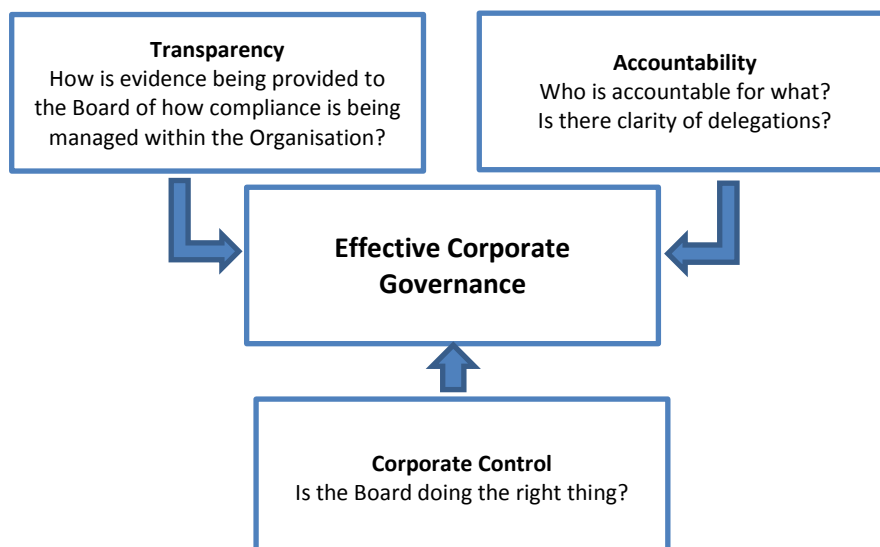 Transparency
How is evidence being provided to
the Board of how compliance is being
managed within the Organisation?
Accountability
Who is accountable for what?
Is there clarity of delegations?
Effective Corporate
Governance
Corporate Control
Is the Board doing the right thing?